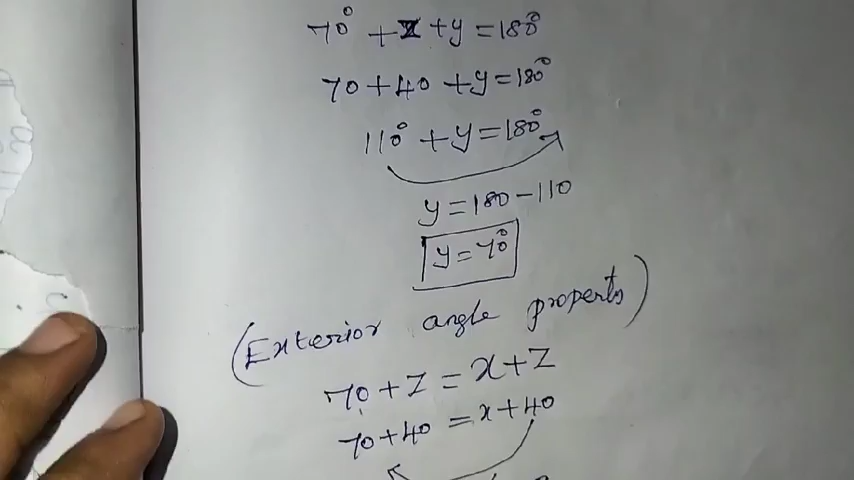 70° + z + y = 180°
70 + 40 + y = 180°
110° + y = 180°
y = 180 - 110
y = 70°
(Exterior angle property)
70 + z = x + z
70 + 40 = x + 40